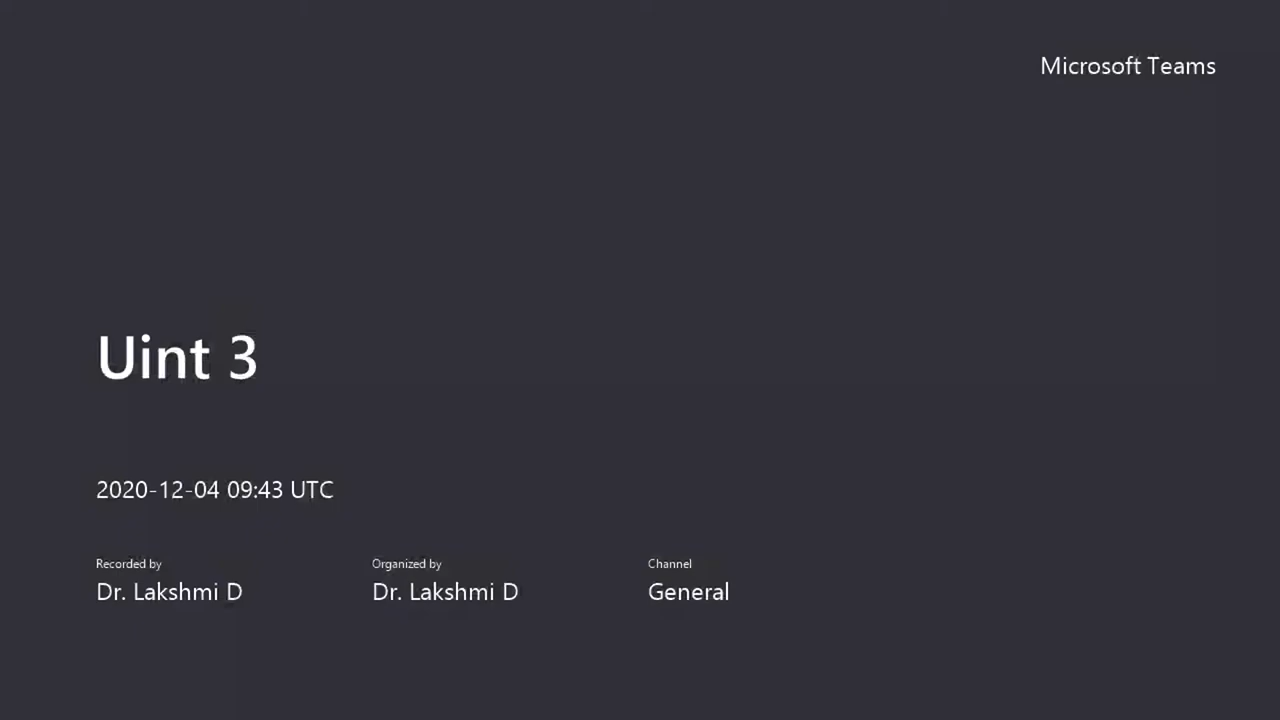 Microsoft Teams
Uint 3
2020-12-04 09:43 UTC
Recorded by
Dr. Lakshmi D
Organized by
Dr. Lakshmi D
Channel
General